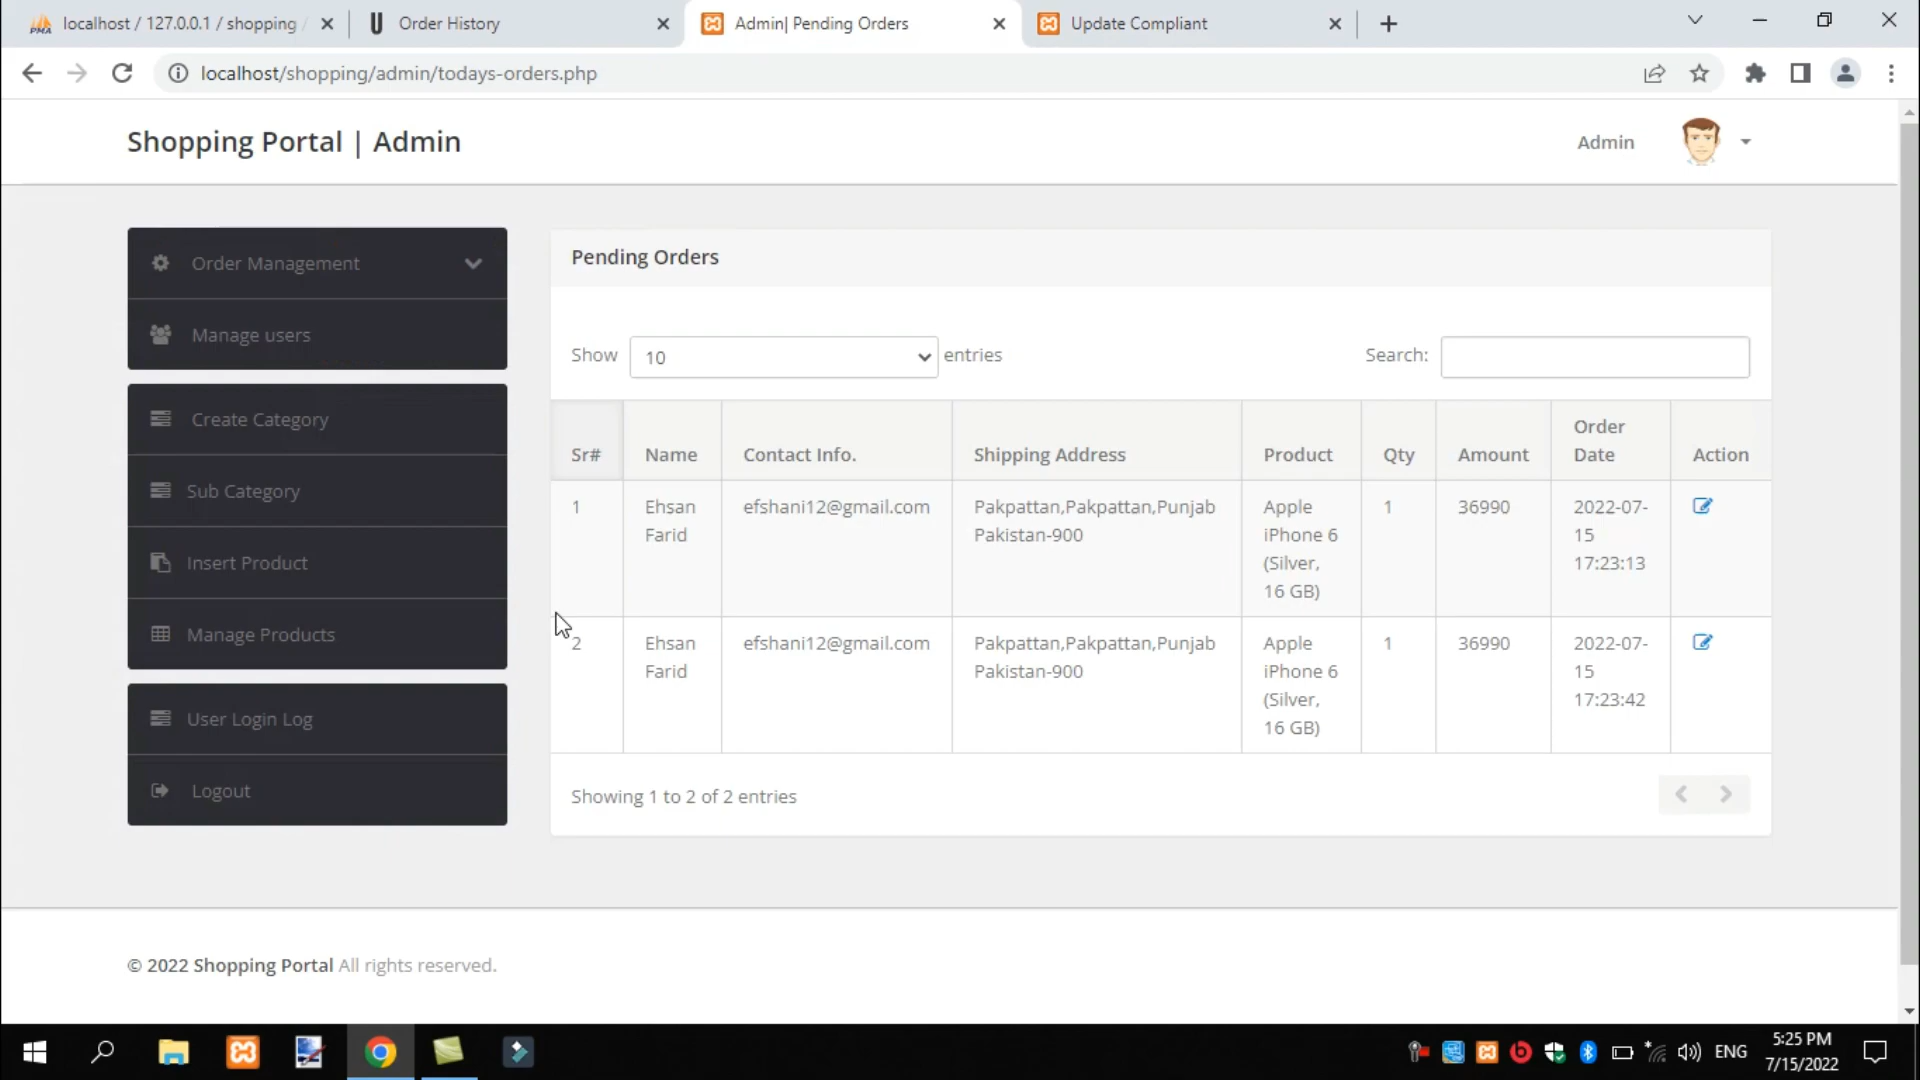 localhost / 127.0.0.1 / shopping /
Order History
Admin| Pending Orders
Update Compliant
localhost/shopping/admin/todays-orders.php
Shopping Portal | Admin
Admin
Order Management
Manage users
Create Category
Sub Category
Insert Product
Manage Products
User Login Log
Logout
Pending Orders
Show 10 entries
Search:
Sr# Name Contact Info. Shipping Address Product Qty Amount Order Date Action
1 Ehsan efshani12@gmail.com Pakpattan,Pakpattan,Punjab Apple 1 36990 2022-07-
Farid Pakistan-900 iPhone 6 15
(Silver, 17:23:13
16 GB)
2 Ehsan efshani12@gmail.com Pakpattan,Pakpattan,Punjab Apple 1 36990 2022-07-
Farid Pakistan-900 iPhone 6 15
(Silver, 17:23:42
16 GB)
Showing 1 to 2 of 2 entries
© 2022 Shopping Portal All rights reserved.
ENG
5:25 PM
7/15/2022